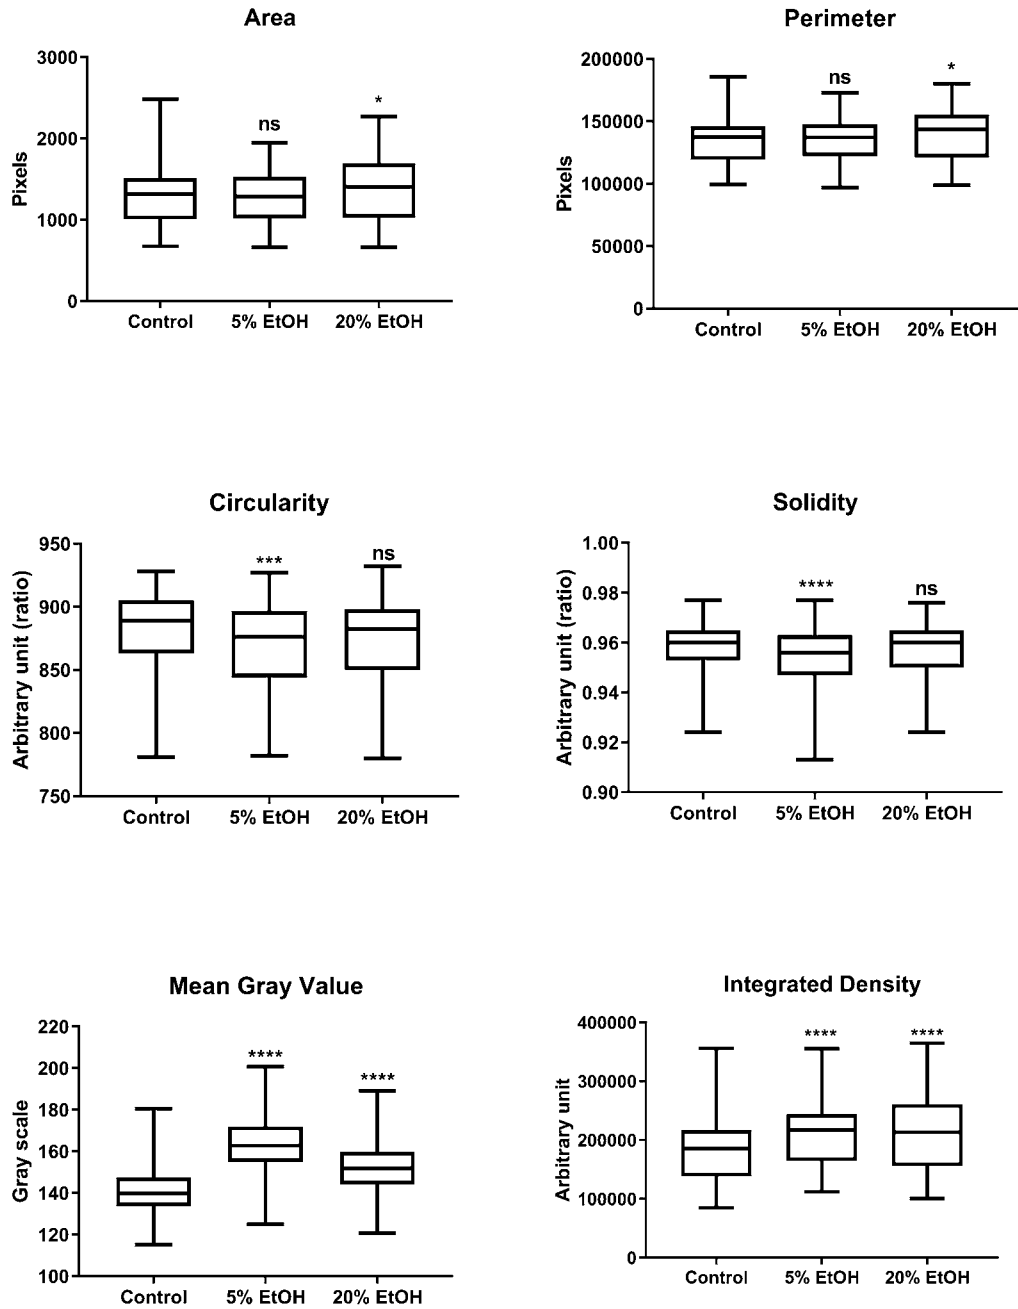 Area
Pixels
3000
2000
1000
0
ns
*
Control
5% EtOH
20% EtOH
Perimeter
Pixels
200000
150000
100000
50000
0
ns
*
Control
5% EtOH
20% EtOH
Circularity
Arbitrary unit (ratio)
950
900
850
800
750
***
ns
Control
5% EtOH
20% EtOH
Solidity
Arbitrary unit (ratio)
1.00
0.98
0.96
0.94
0.92
0.90
****
ns
Control
5% EtOH
20% EtOH
Mean Gray Value
Gray scale
220
200
180
160
140
120
100
****
****
Control
5% EtOH
20% EtOH
Integrated Density
Arbitrary unit
400000
300000
200000
100000
0
****
****
Control
5% EtOH
20% EtOH